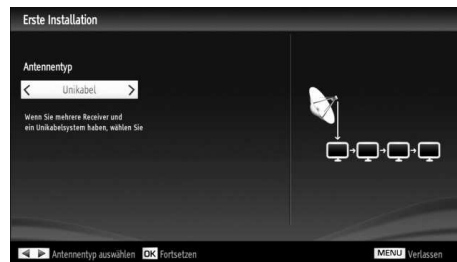 Erste Installation
Antennentyp
Unikabel
Wenn Sie mehrere Receiver und
ein Unikabelsystem haben, wählen Sie
Antennentyp auswählen OK Fortsetzen MENU Verlassen